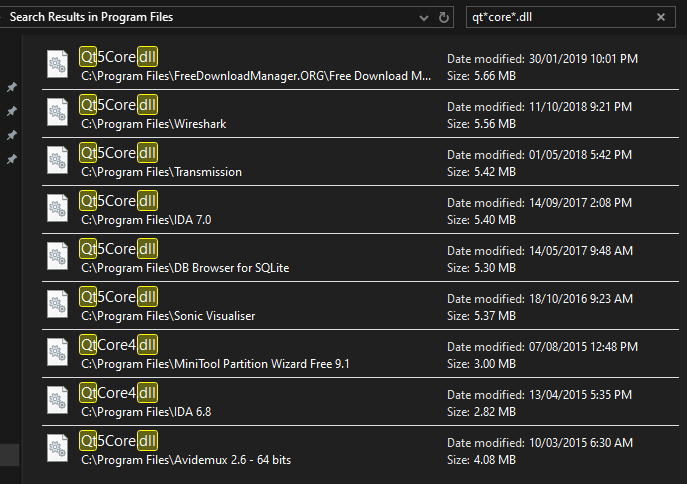 Search Results in Program Files
qt*core*.dll
Qt5Core.dll
Date modified: 30/01/2019 10:01 PM
C:\Program Files\FreeDownloadManager.ORG\Free Download M...
Size: 5.66 MB
Qt5Core.dll
Date modified: 11/10/2018 9:21 PM
C:\Program Files\Wireshark
Size: 5.56 MB
Qt5Core.dll
Date modified: 01/05/2018 5:42 PM
C:\Program Files\Transmission
Size: 5.42 MB
Qt5Core.dll
Date modified: 14/09/2017 2:08 PM
C:\Program Files\IDA 7.0
Size: 5.40 MB
Qt5Core.dll
Date modified: 14/05/2017 9:48 AM
C:\Program Files\DB Browser for SQLite
Size: 5.30 MB
Qt5Core.dll
Date modified: 18/10/2016 9:23 AM
C:\Program Files\Sonic Visualiser
Size: 5.37 MB
QtCore4.dll
Date modified: 07/08/2015 12:48 PM
C:\Program Files\MiniTool Partition Wizard Free 9.1
Size: 3.00 MB
QtCore4.dll
Date modified: 13/04/2015 5:35 PM
C:\Program Files\IDA 6.8
Size: 2.82 MB
Qt5Core.dll
Date modified: 10/03/2015 6:30 AM
C:\Program Files\Avidemux 2.6 - 64 bits
Size: 4.08 MB